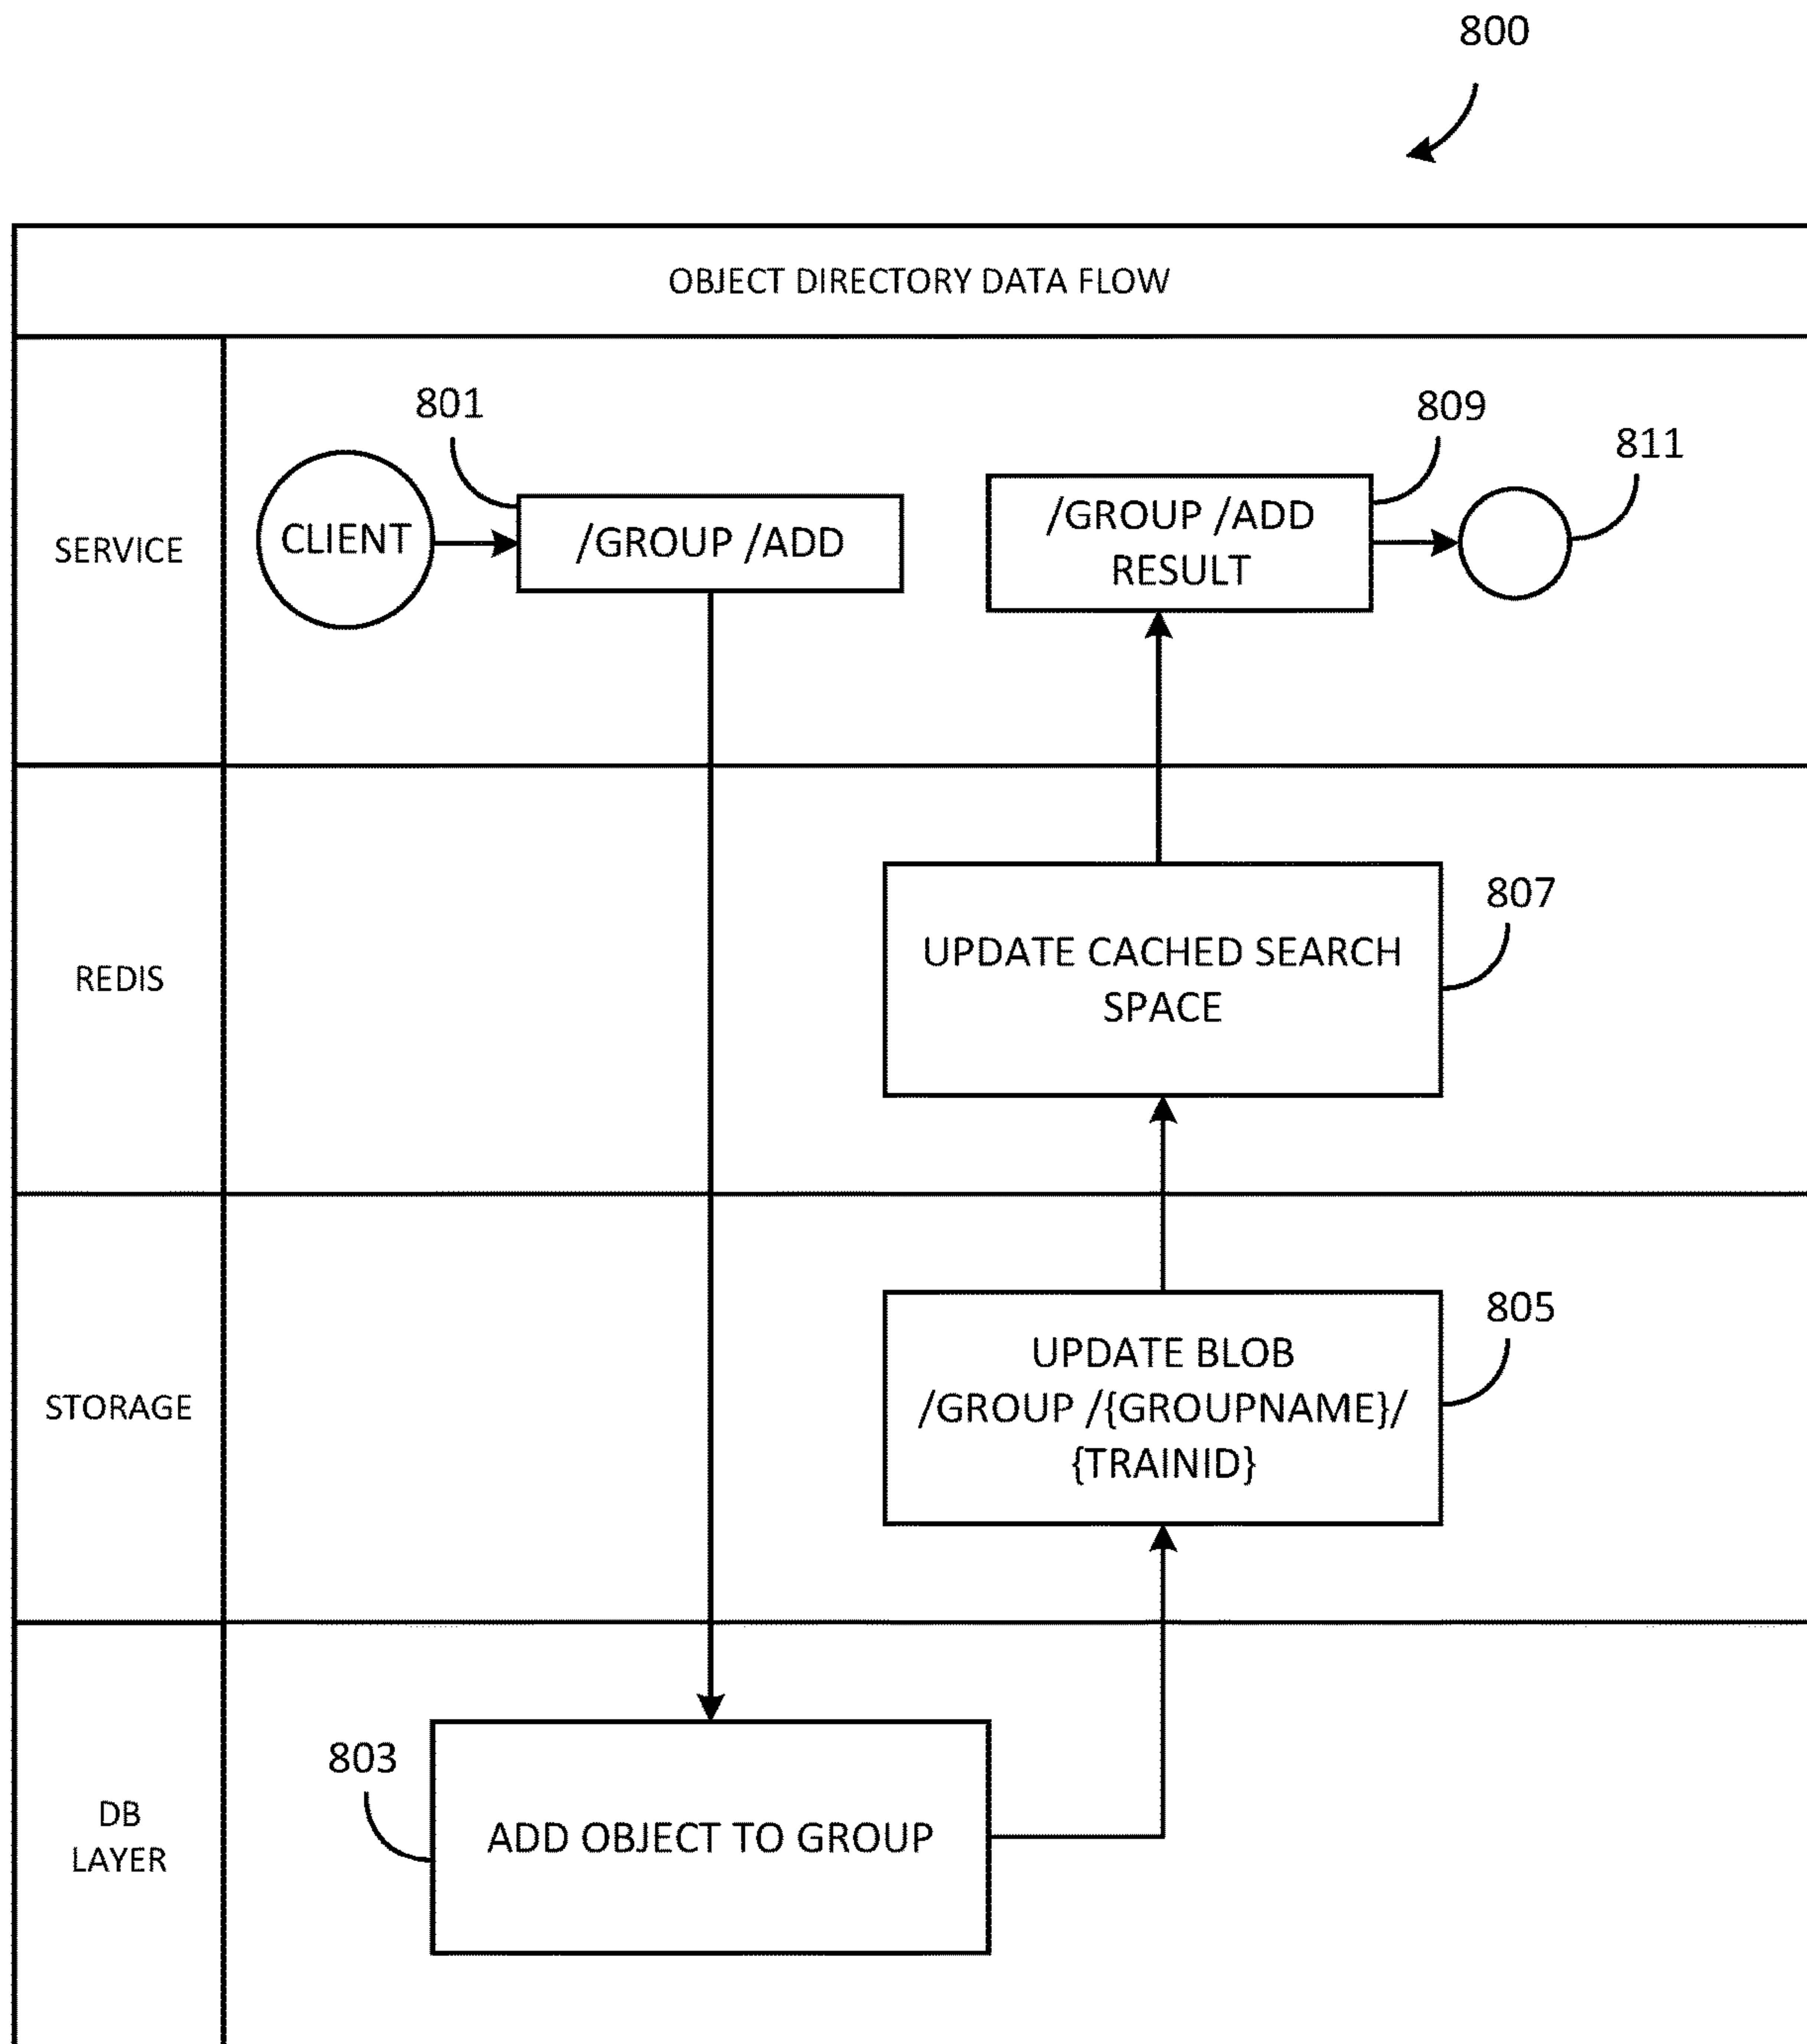 800
OBJECT DIRECTORY DATA FLOW
SERVICE
CLIENT
801
/GROUP /ADD
809
/GROUP /ADD
RESULT
811
REDIS
UPDATE CACHED SEARCH
SPACE
807
STORAGE
UPDATE BLOB
/GROUP /{GROUPNAME}/
{TRAINID}
805
DB
LAYER
803
ADD OBJECT TO GROUP